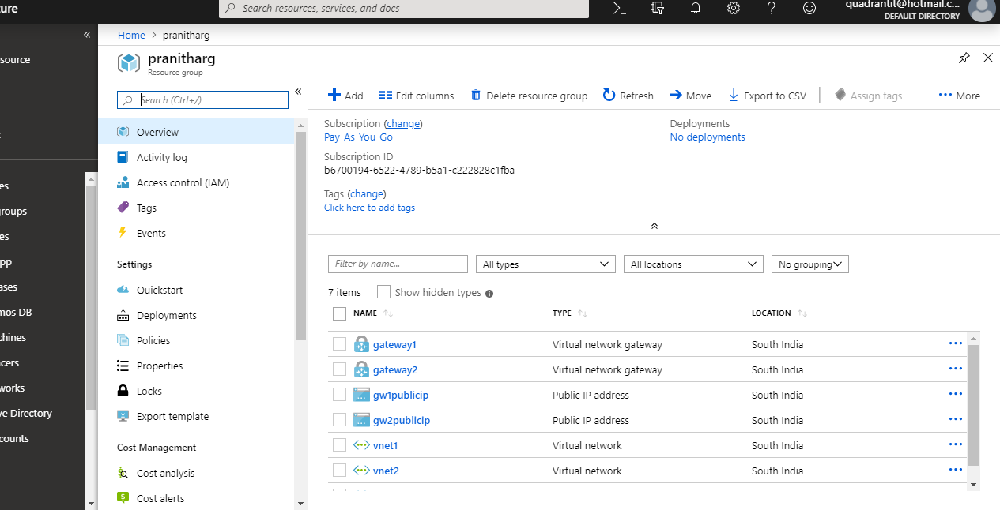 ure
Search resources, services, and docs
quadrantit@hotmail.c...
DEFAULT DIRECTORY
source
es
groups
es
pp
ases
mos DB
chines
cers
works
ve Directory
counts
Home > pranitharg
pranitharg
Resource group
Search (Ctrl+/)
Overview
Activity log
Access control (IAM)
Tags
Events
Settings
Quickstart
Deployments
Policies
Properties
Locks
Export template
Cost Management
Cost analysis
Cost alerts
Add Edit columns Delete resource group Refresh Move Export to CSV Assign tags More
Subscription (change)
Pay-As-You-Go
Subscription ID
b6700194-6522-4789-b5a1-c222828c1fba
Tags (change)
Click here to add tags
Deployments
No deployments
Filter by name... All types All locations No grouping
7 items Show hidden types
NAME TYPE LOCATION
gateway1 Virtual network gateway South India
gateway2 Virtual network gateway South India
gw1publicip Public IP address South India
gw2publicip Public IP address South India
vnet1 Virtual network South India
vnet2 Virtual network South India